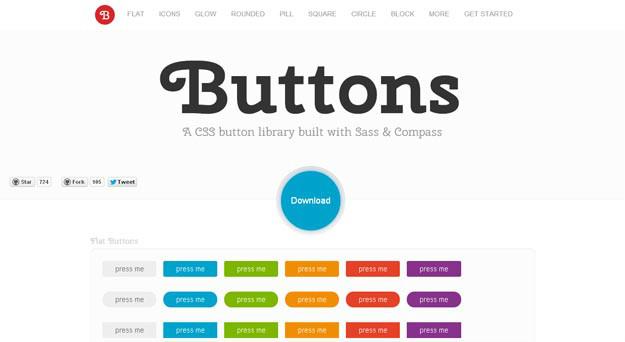 B FLAT ICONS GLOW ROUNDED PILL SQUARE CIRCLE BLOCK MORE GET STARTED
Buttons
A CSS button library built with Sass & Compass
Star 724 Fork 105 Tweet
Download
Flat Buttons
press me press me press me press me press me press me
press me press me press me press me press me press me
press me press me press me press me press me press me